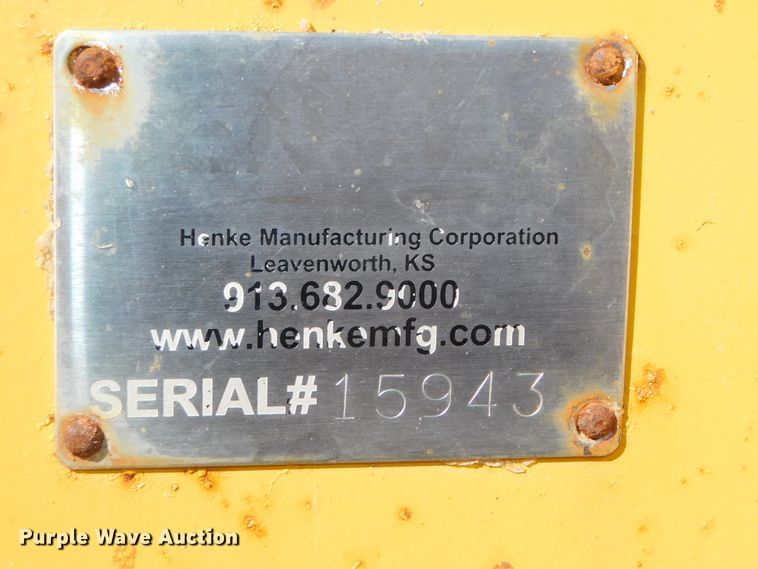 Henke Manufacturing Corporation
Leavenworth, KS
913.682.9000
www.henkemfg.com
SERIAL# 15943
Purple Wave Auction